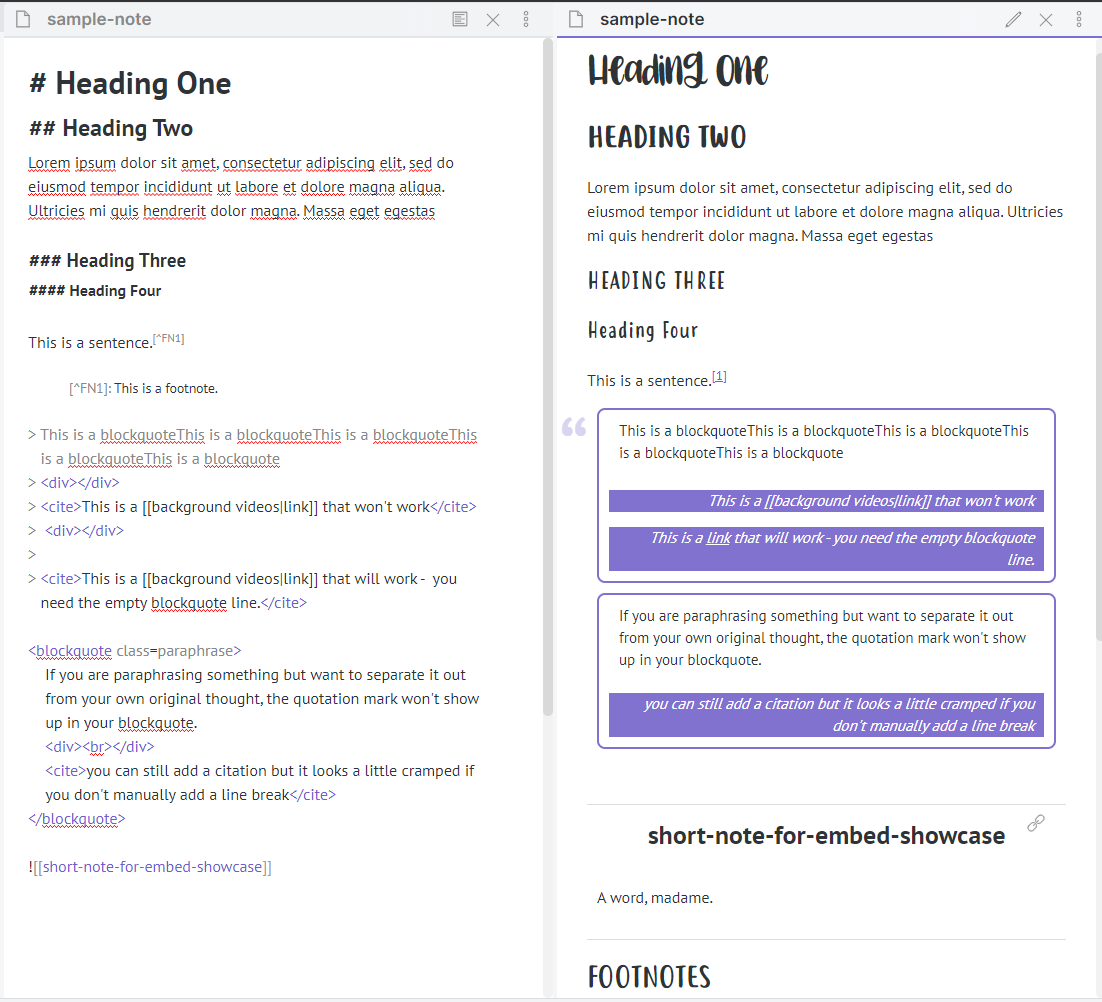 sample-note
# Heading One
## Heading Two
Lorem ipsum dolor sit amet, consectetur adipiscing elit, sed do
eiusmod tempor incididunt ut labore et dolore magna aliqua.
Ultricies mi quis hendrerit dolor magna. Massa eget egestas
### Heading Three
#### Heading Four
This is a sentence.[^FN1]
[^FN1]: This is a footnote.
> This is a blockquoteThis is a blockquoteThis is a blockquoteThis
is a blockquoteThis is a blockquote
> <div></div>
> <cite>This is a [[background videos|link]] that won't work</cite>
> <div></div>
>
> <cite>This is a [[background videos|link]] that will work - you
need the empty blockquote line.</cite>
<blockquote class=paraphrase>
If you are paraphrasing something but want to separate it out
from your own original thought, the quotation mark won't show
up in your blockquote.
<div><br></div>
<cite>you can still add a citation but it looks a little cramped if
you don't manually add a line break</cite>
</blockquote>
![[short-note-for-embed-showcase]]
sample-note
Heading One
HEADING TWO
Lorem ipsum dolor sit amet, consectetur adipiscing elit, sed do
eiusmod tempor incididunt ut labore et dolore magna aliqua. Ultricies
mi quis hendrerit dolor magna. Massa eget egestas
HEADING THREE
Heading Four
This is a sentence.[1]
“
This is a blockquoteThis is a blockquoteThis is a blockquoteThis
is a blockquoteThis is a blockquote
This is a [[background videos|link]] that won't work
This is a link that will work - you need the empty blockquote
line.
If you are paraphrasing something but want to separate it out
from your own original thought, the quotation mark won't show
up in your blockquote.
you can still add a citation but it looks a little cramped if you
don't manually add a line break
short-note-for-embed-showcase
A word, madame.
FOOTNOTES